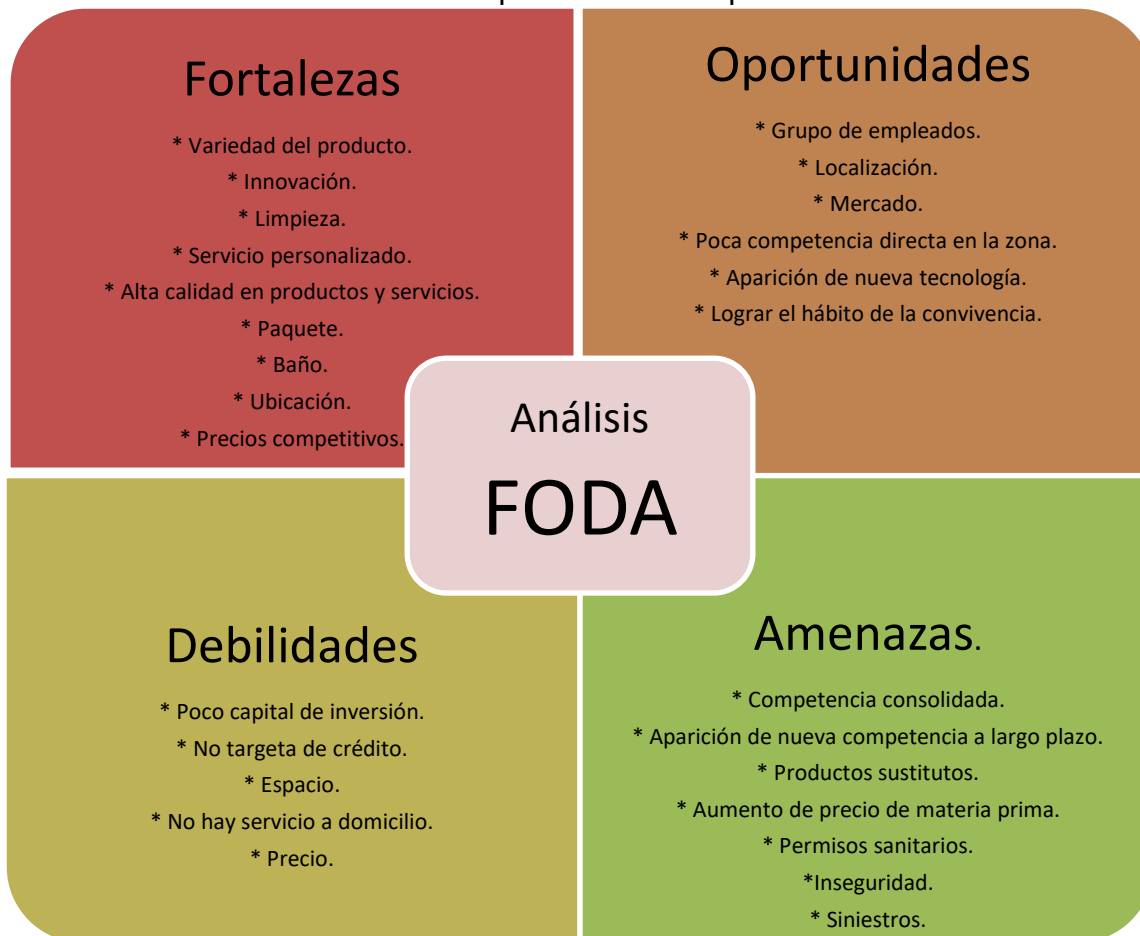 Fortalezas
* Variedad del producto.
* Innovación.
* Limpieza.
* Servicio personalizado.
* Alta calidad en productos y servicios.
* Paquete.
* Baño.
* Ubicación.
* Precios competitivos.
Oportunidades
* Grupo de empleados.
* Localización.
* Mercado.
* Poca competencia directa en la zona.
* Aparición de nueva tecnología.
* Lograr el hábito de la convivencia.
Análisis
FODA
Debilidades
* Poco capital de inversión.
* No targeta de crédito.
* Espacio.
* No hay servicio a domicilio.
* Precio.
Amenazas.
* Competencia consolidada.
* Aparición de nueva competencia a largo plazo.
* Productos sustitutos.
* Aumento de precio de materia prima.
* Permisos sanitarios.
*Inseguridad.
* Siniestros.